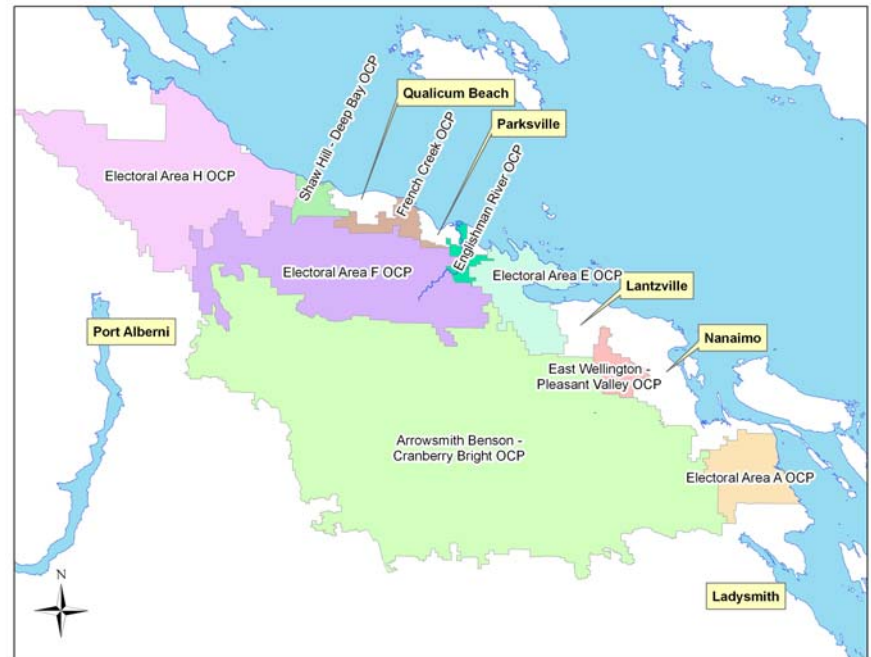 Shaw Hill - Deep Bay OCP
Qualicum Beach
French Creek OCP
Parksville
Englishman River OCP
Electoral Area H OCP
Electoral Area F OCP
Electoral Area E OCP
Lantzville
Port Alberni
Nanaimo
East Wellington -
Pleasant Valley OCP
Arrowsmith Benson -
Cranberry Bright OCP
Electoral Area A OCP
N
Ladysmith